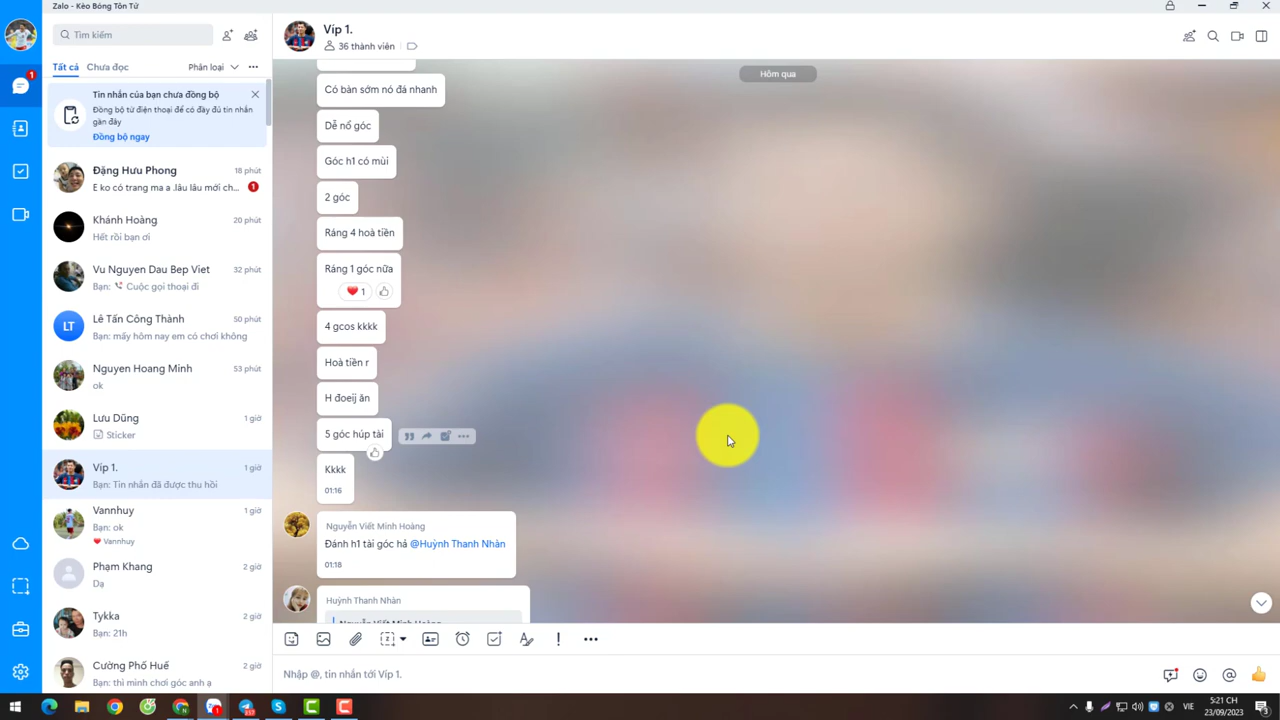 Zalo - Kèo Bóng Tôn Tử
Tìm kiếm
Tất cả
Chưa đọc
Phân loại
Tin nhắn của bạn chưa đồng bộ
Đồng bộ từ điện thoại để có đầy đủ tin nhắn
gần đây
Đồng bộ ngay
Đặng Hưu Phong
18 phút
E ko có trang ma a .lâu lâu mới ch...
1
Khánh Hoàng
20 phút
Hết rồi bạn ơi
Vu Nguyen Dau Bep Viet
32 phút
Bạn: Cuộc gọi thoại đi
LT
Lê Tấn Công Thành
50 phút
Bạn: mấy hôm nay em có chơi không
Nguyen Hoang Minh
53 phút
ok
Lưu Dũng
1 giờ
Sticker
Víp 1.
1 giờ
Bạn: Tin nhắn đã được thu hồi
Vannhuy
1 giờ
Bạn: ok
Vannhuy
Phạm Khang
2 giờ
Dạ
Tykka
2 giờ
Bạn: 21h
Cường Phố Huế
2 giờ
Bạn: thì minh chơi góc anh ạ
Víp 1.
36 thành viên
Hôm qua
Có bàn sớm nó đá nhanh
Dễ nổ góc
Góc h1 có mùi
2 góc
Ráng 4 hoà tiền
Ráng 1 góc nữa
1
4 gcos kkkk
Hoà tiền r
H đoeij ăn
5 góc húp tài
Kkkk
01:16
Nguyễn Viết Minh Hoàng
Đánh h1 tài góc hả @Huỳnh Thanh Nhàn
01:18
Huỳnh Thanh Nhàn
Nguyễn Viết Minh Hoàng
Nhập @, tin nhắn tới Víp 1.
VIE
5:21 CH
23/09/2023